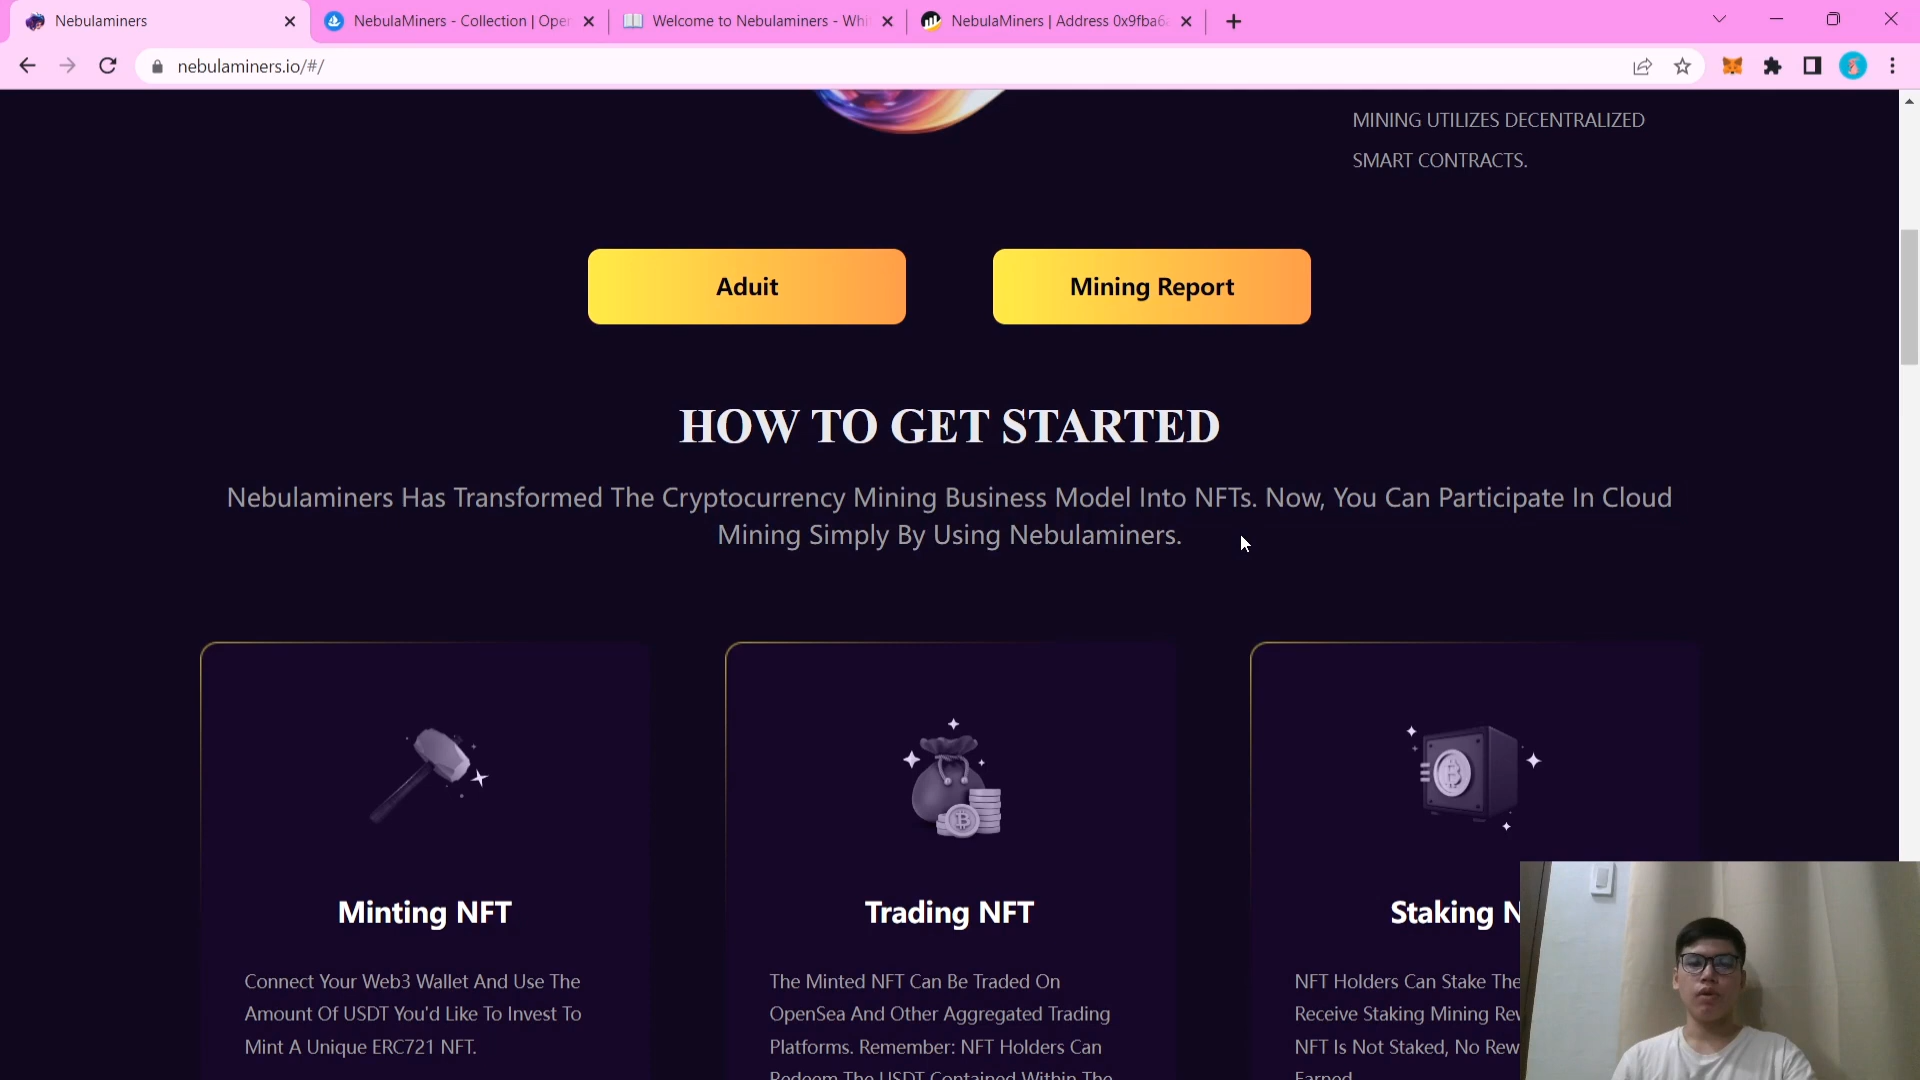 Nebulaminers
NebulaMiners - Collection | Ope
Welcome to Nebulaminers - Whi
NebulaMiners | Address 0x9fba6
nebulaminers.io/#/
MINING UTILIZES DECENTRALIZED
SMART CONTRACTS.
Aduit
Mining Report
HOW TO GET STARTED
Nebulaminers Has Transformed The Cryptocurrency Mining Business Model Into NFTs. Now, You Can Participate In Cloud
Mining Simply By Using Nebulaminers.
Minting NFT
Connect Your Web3 Wallet And Use The
Amount Of USDT You'd Like To Invest To
Mint A Unique ERC721 NFT.
Trading NFT
The Minted NFT Can Be Traded On
OpenSea And Other Aggregated Trading
Platforms. Remember: NFT Holders Can
Redeem The USDT Contained Within The
Staking N
NFT Holders Can Stake The
Receive Staking Mining Rew
NFT Is Not Staked, No Rew
Earned